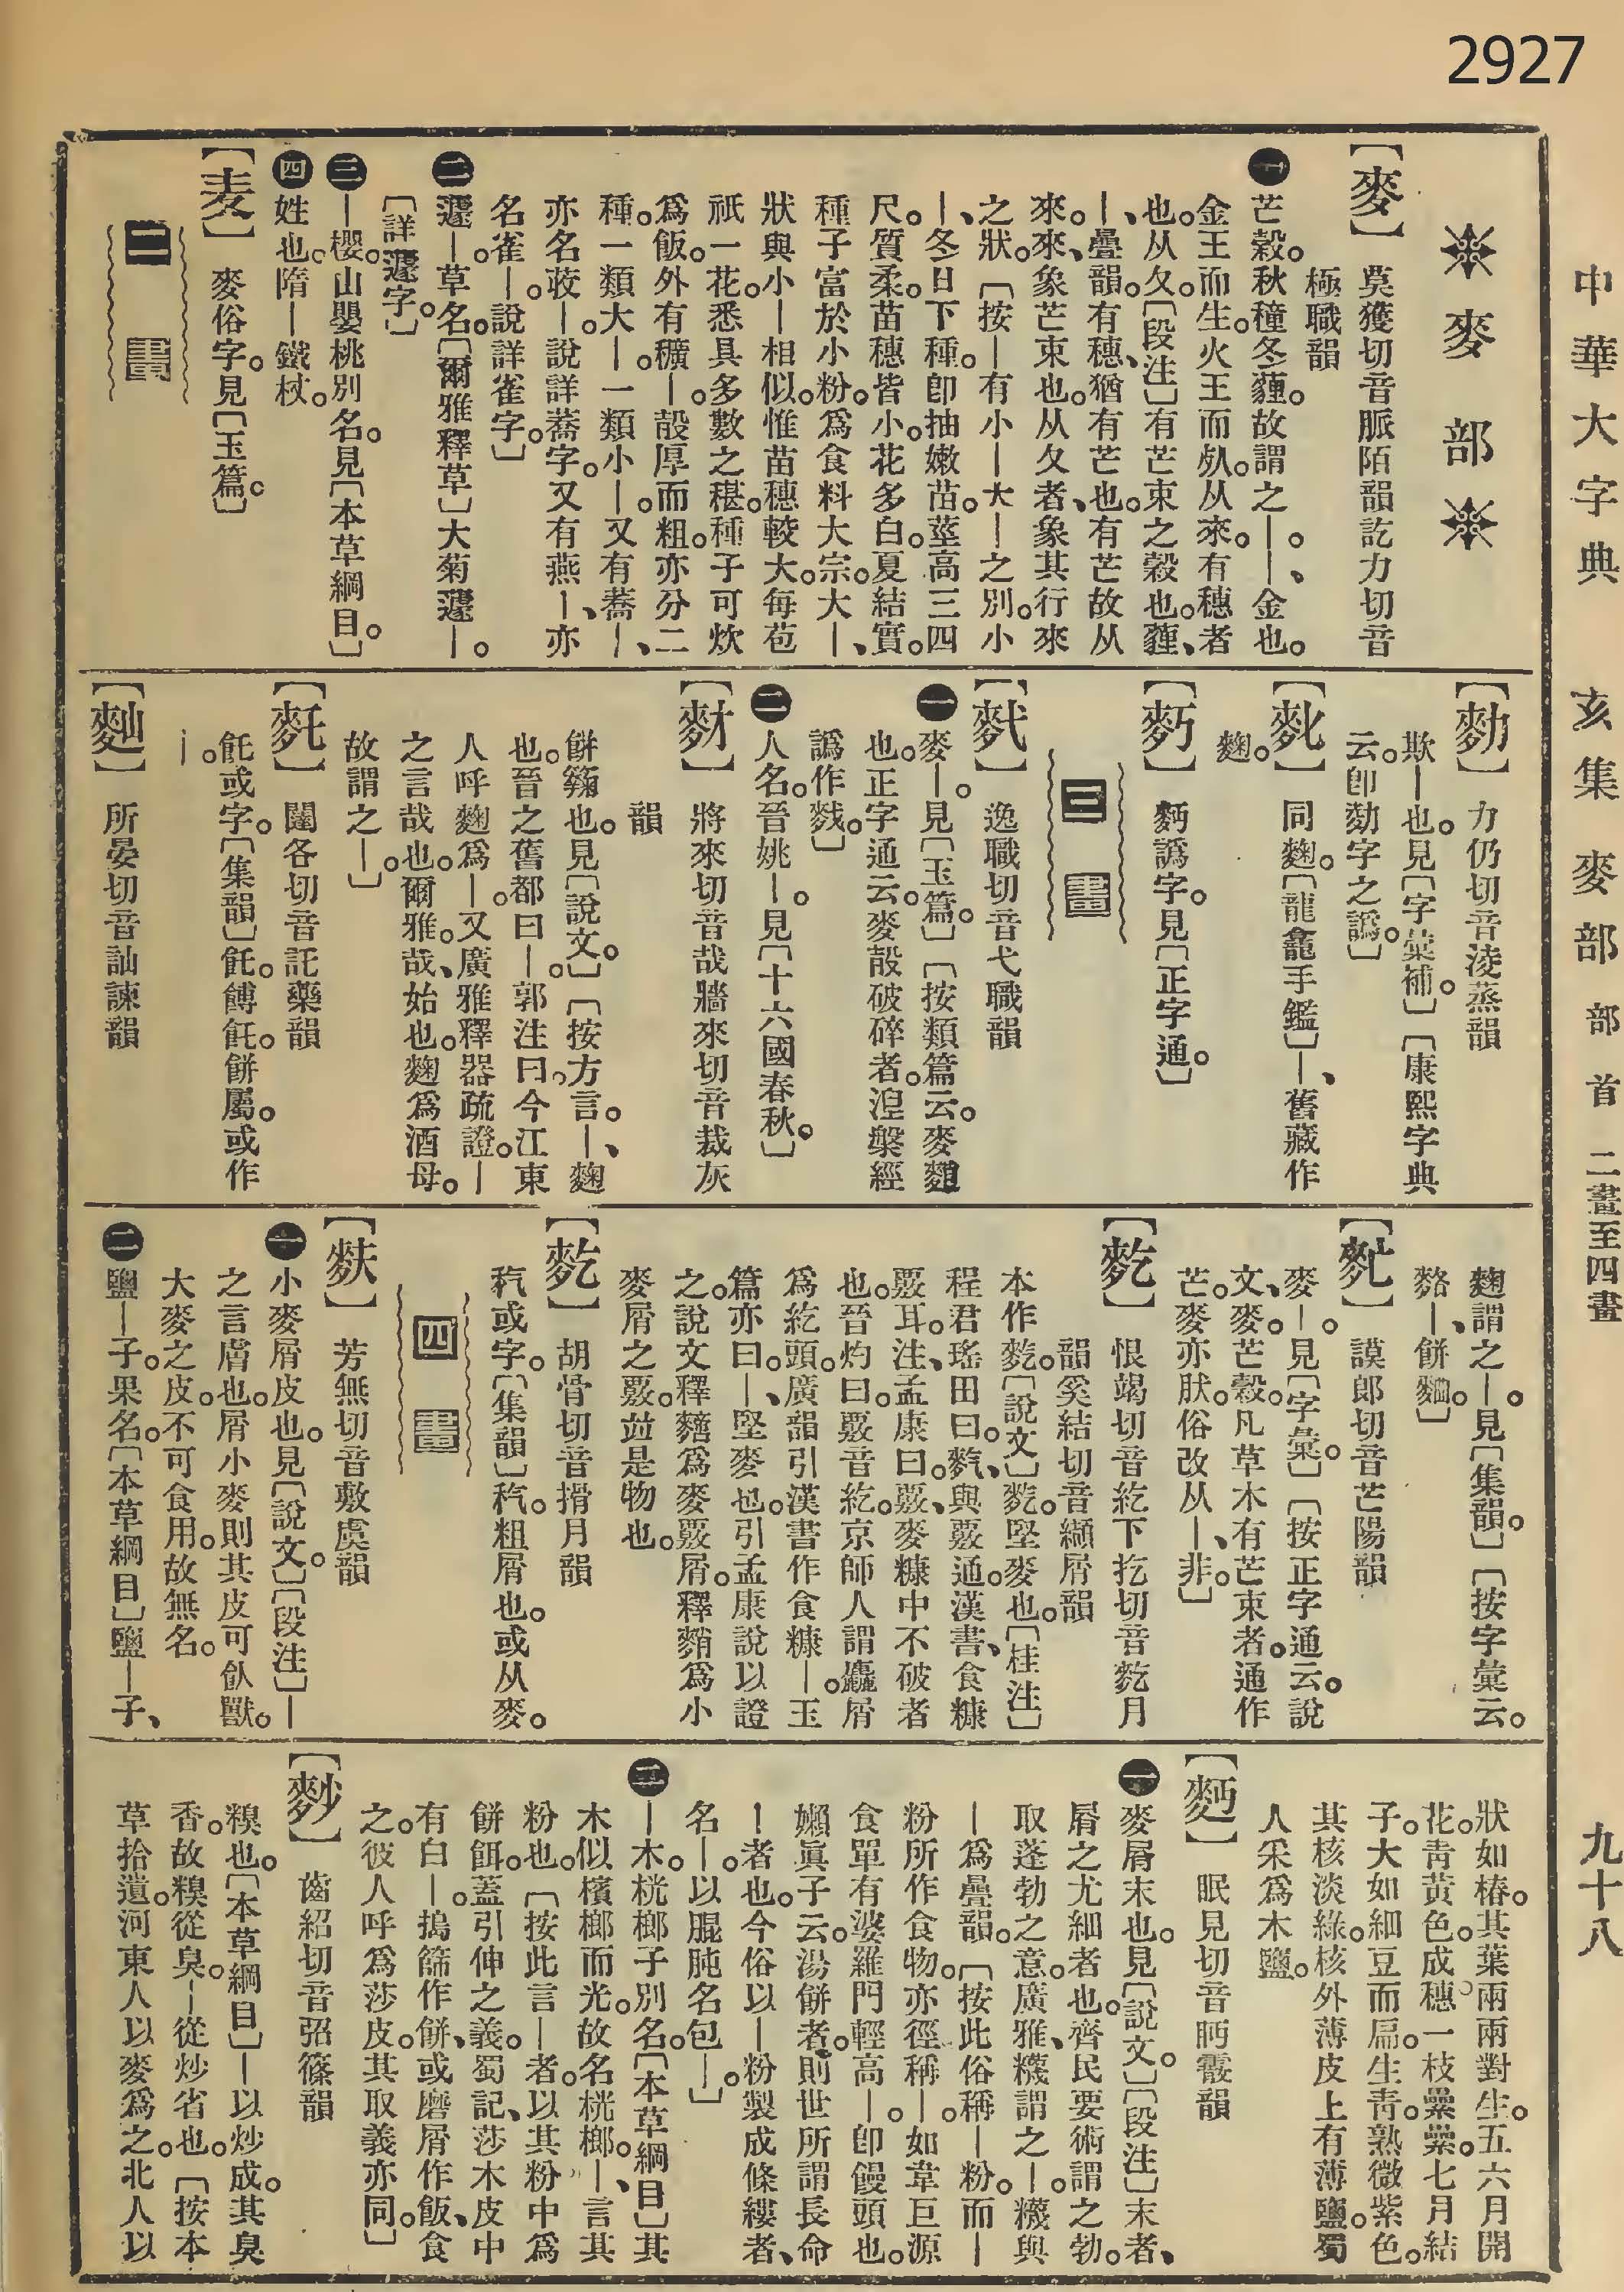 2927
中華大字典 亥集 麥部 部首 二畫至四畫 九十八
麥部
【麥】 莫獲切音脈陌韻訖力切音
極職韻
㊀芒穀。秋穜冬薶。故謂之—。—、金也。
金王而生。火王而死。从來。有穗者
也。从夂。〔段注〕有芒朿之穀也。薶、
—、疊韻。有穗、猶有芒也。有芒故从
來。來、象芒朿也。从夂者、象其行來
之狀。〔按—有小—大—之別。小
—、冬日下種。卽抽嫩苗。莖高三四
尺。質柔。苗穗皆小。花多白。夏結實。
種子富於小粉。爲食料大宗。大—、
狀與小—相似。惟苗穗較大。每苞
祇一花。悉具多數之𥠖。種子可炊
爲飯。外有穬—。殼厚而粗。亦分二
種。一類大—。一類小—。又有蕎—、
亦名荍—。說詳蕎字。又有燕—、亦
名雀—。說詳雀字。〕
㊁蘧—。草名。〔爾雅釋草〕大菊蘧—。
〔詳蘧字。〕
㊂—櫻。山嬰桃別名。見〔本草綱目。〕
㊃姓也。隋—鐵杖。
【麦】 麥俗字。見〔玉篇。〕
二畫
【䴚】 力仍切音淩蒸韻
欺—也。見〔字彙補〕〔康熙字典
云。卽勑字之譌。〕
同麴。〔龍龕手鑑〕—、舊藏作
麴。
【麫】 麪譌字。見〔正字通。〕
三畫
【麧】 逸職切音弋職韻
㊀麥—。見〔玉篇。〕〔按類篇云。麥麹
也。正字通云。麥殼破碎者。涅槃經
譌作䴬。〕
㊁人名。晉姚—。見〔十六國春秋。〕
將來切音哉牆來切音裁灰
韻
餅籟也。見〔說文。〕〔按方言。—、麴
也。晉之舊都曰—。郭注曰。今江東
人呼麴爲—。又廣雅釋器疏證。—
之言哉也。爾雅。哉、始也。麴爲酒母。
故謂之—。〕
闥各切音託藥韻
飥或字。〔集韻〕飥。餺飥。餅屬。或作
—。
所晏切音訕諫韻
麴謂之—。見〔集韻。〕〔按字彙云。
䴹—、餅麯。〕
謨郎切音芒陽韻
麥—。見〔字彙。〕〔按正字通云。說
文、麥。芒穀。凡草木有芒朿者。通作
芒。麥亦肰。俗改从—、非。〕
【麧】 恨竭切音紇下扢切音麧月
韻奚結切音纈屑韻
本作麧。〔說文〕麧。堅麥也。〔桂注〕
程君瑤田曰。麧、與覈通。漢書、食糠
覈耳。注、孟康曰。覈、麥糠中不破者
也。晉灼曰。覈音紇。京師人謂麤屑
爲紇頭。廣韻引漢書作食糠—。玉
篇亦曰。—、堅麥也。引孟康說以證
之。說文釋䊳爲麥覈屑。釋䴛爲小
麥屑之覈。竝是物也。
【麧】 胡骨切音搰月韻
籺或字。〔集韻〕籺。粗屑也。或从麥。
四畫
【麩】 芳無切音敷虞韻
㊀小麥屑皮也。見〔說文。〕〔段注〕—
之言膚也。屑小麥則其皮可飤獸。
大麥之皮。不可食用。故無名。
㊁鹽—子。果名。〔本草綱目〕鹽—子、
狀如椿。其葉兩兩對生。五六月開
花。靑黃色。成穗。一枝纍纍。七月結
子。大如細豆而扁。生靑。熟微紫色。
其核淡綠。核外薄皮上有薄鹽。蜀
人采爲木鹽。
【麪】 眠見切音眄霰韻
㊀麥屑末也。見〔說文。〕〔段注〕末者、
屑之尤細者也。齊民要術謂之勃。
取蓬勃之意。廣雅、䊳謂之—。䊳與
—爲疊韻。〔按此俗稱—粉。而—
粉所作食物。亦徑稱—。如韋巨源
食單有婆羅門輕高—。卽饅頭也。
嬾眞子云。湯餅者。則世所謂長命
—者也。今俗以—粉製成條縷者、
名—。以䐊肫名包—。〕
㊁—木。桄榔子別名。〔本草綱目〕其
木似檳榔而光。故名桄榔。—、言其
粉也。〔按此言—者。以其粉中爲
餅餌。蓋引伸之義。蜀記、莎木皮中
有白—。搗篩作餅、或磨屑作飯、食
之。彼人呼爲莎皮。其取義亦同。〕
【麨】 齒紹切音弨篠韻
糗也。〔本草綱目〕—以炒成。其臭
香。故糗從臭。—從炒省也。〔按本
草拾遺。河東人以麥爲之。北人以